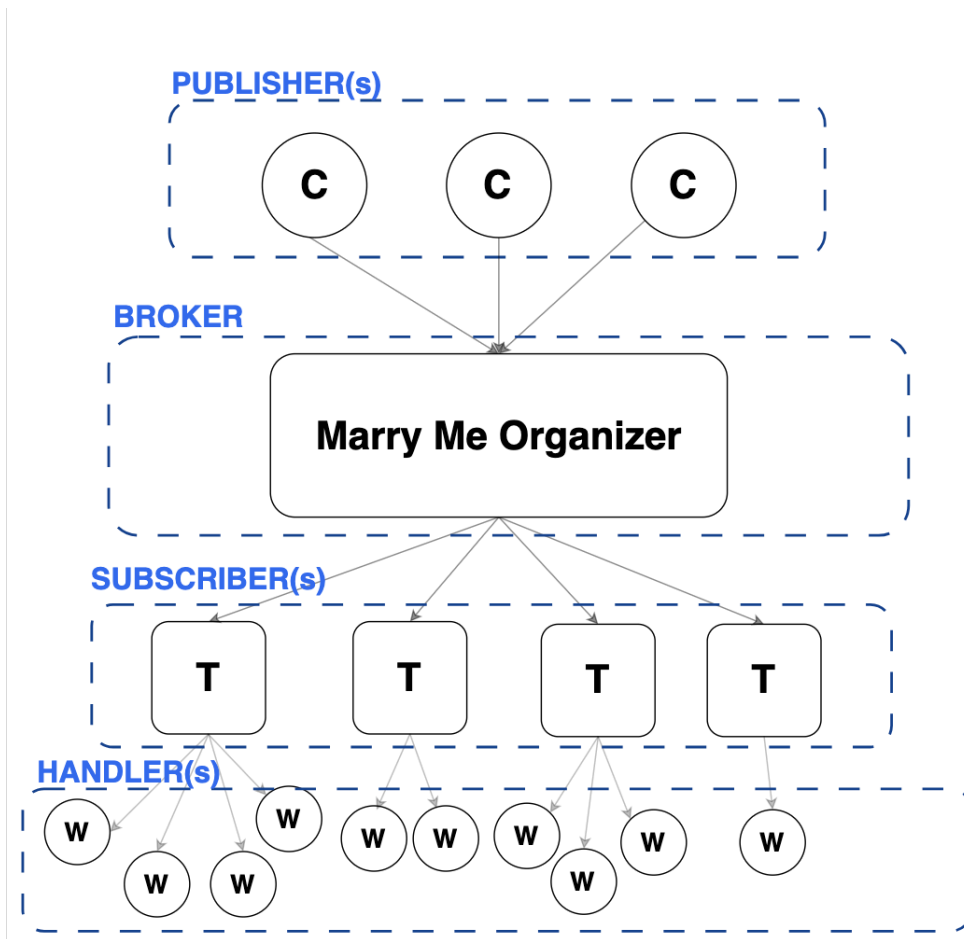 PUBLISHER(s)
C C C
BROKER
Marry Me Organizer
SUBSCRIBER(s)
T T T T
HANDLER(s)
W W W W W W W W W W